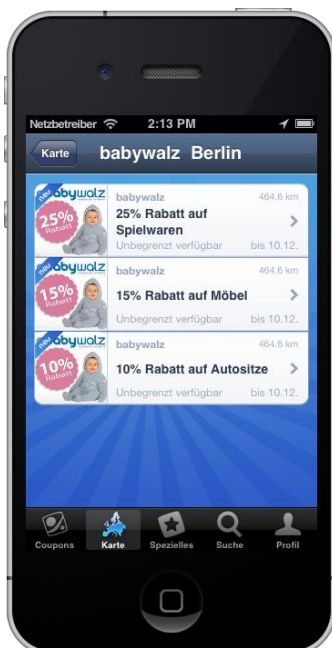 Netzbetreiber 2:13 PM
Karte babywalz Berlin
neu babywalz
25% Rabatt
babywalz 464.6 km
25% Rabatt auf
Spielwaren
Unbegrenzt verfügbar bis 10.12.
neu babywalz
15% Rabatt
babywalz 464.6 km
15% Rabatt auf Möbel
Unbegrenzt verfügbar bis 10.12.
neu babywalz
10% Rabatt
babywalz 464.6 km
10% Rabatt auf Autositze
Unbegrenzt verfügbar bis 10.12.
Coupons Karte Spezielles Suche Profil